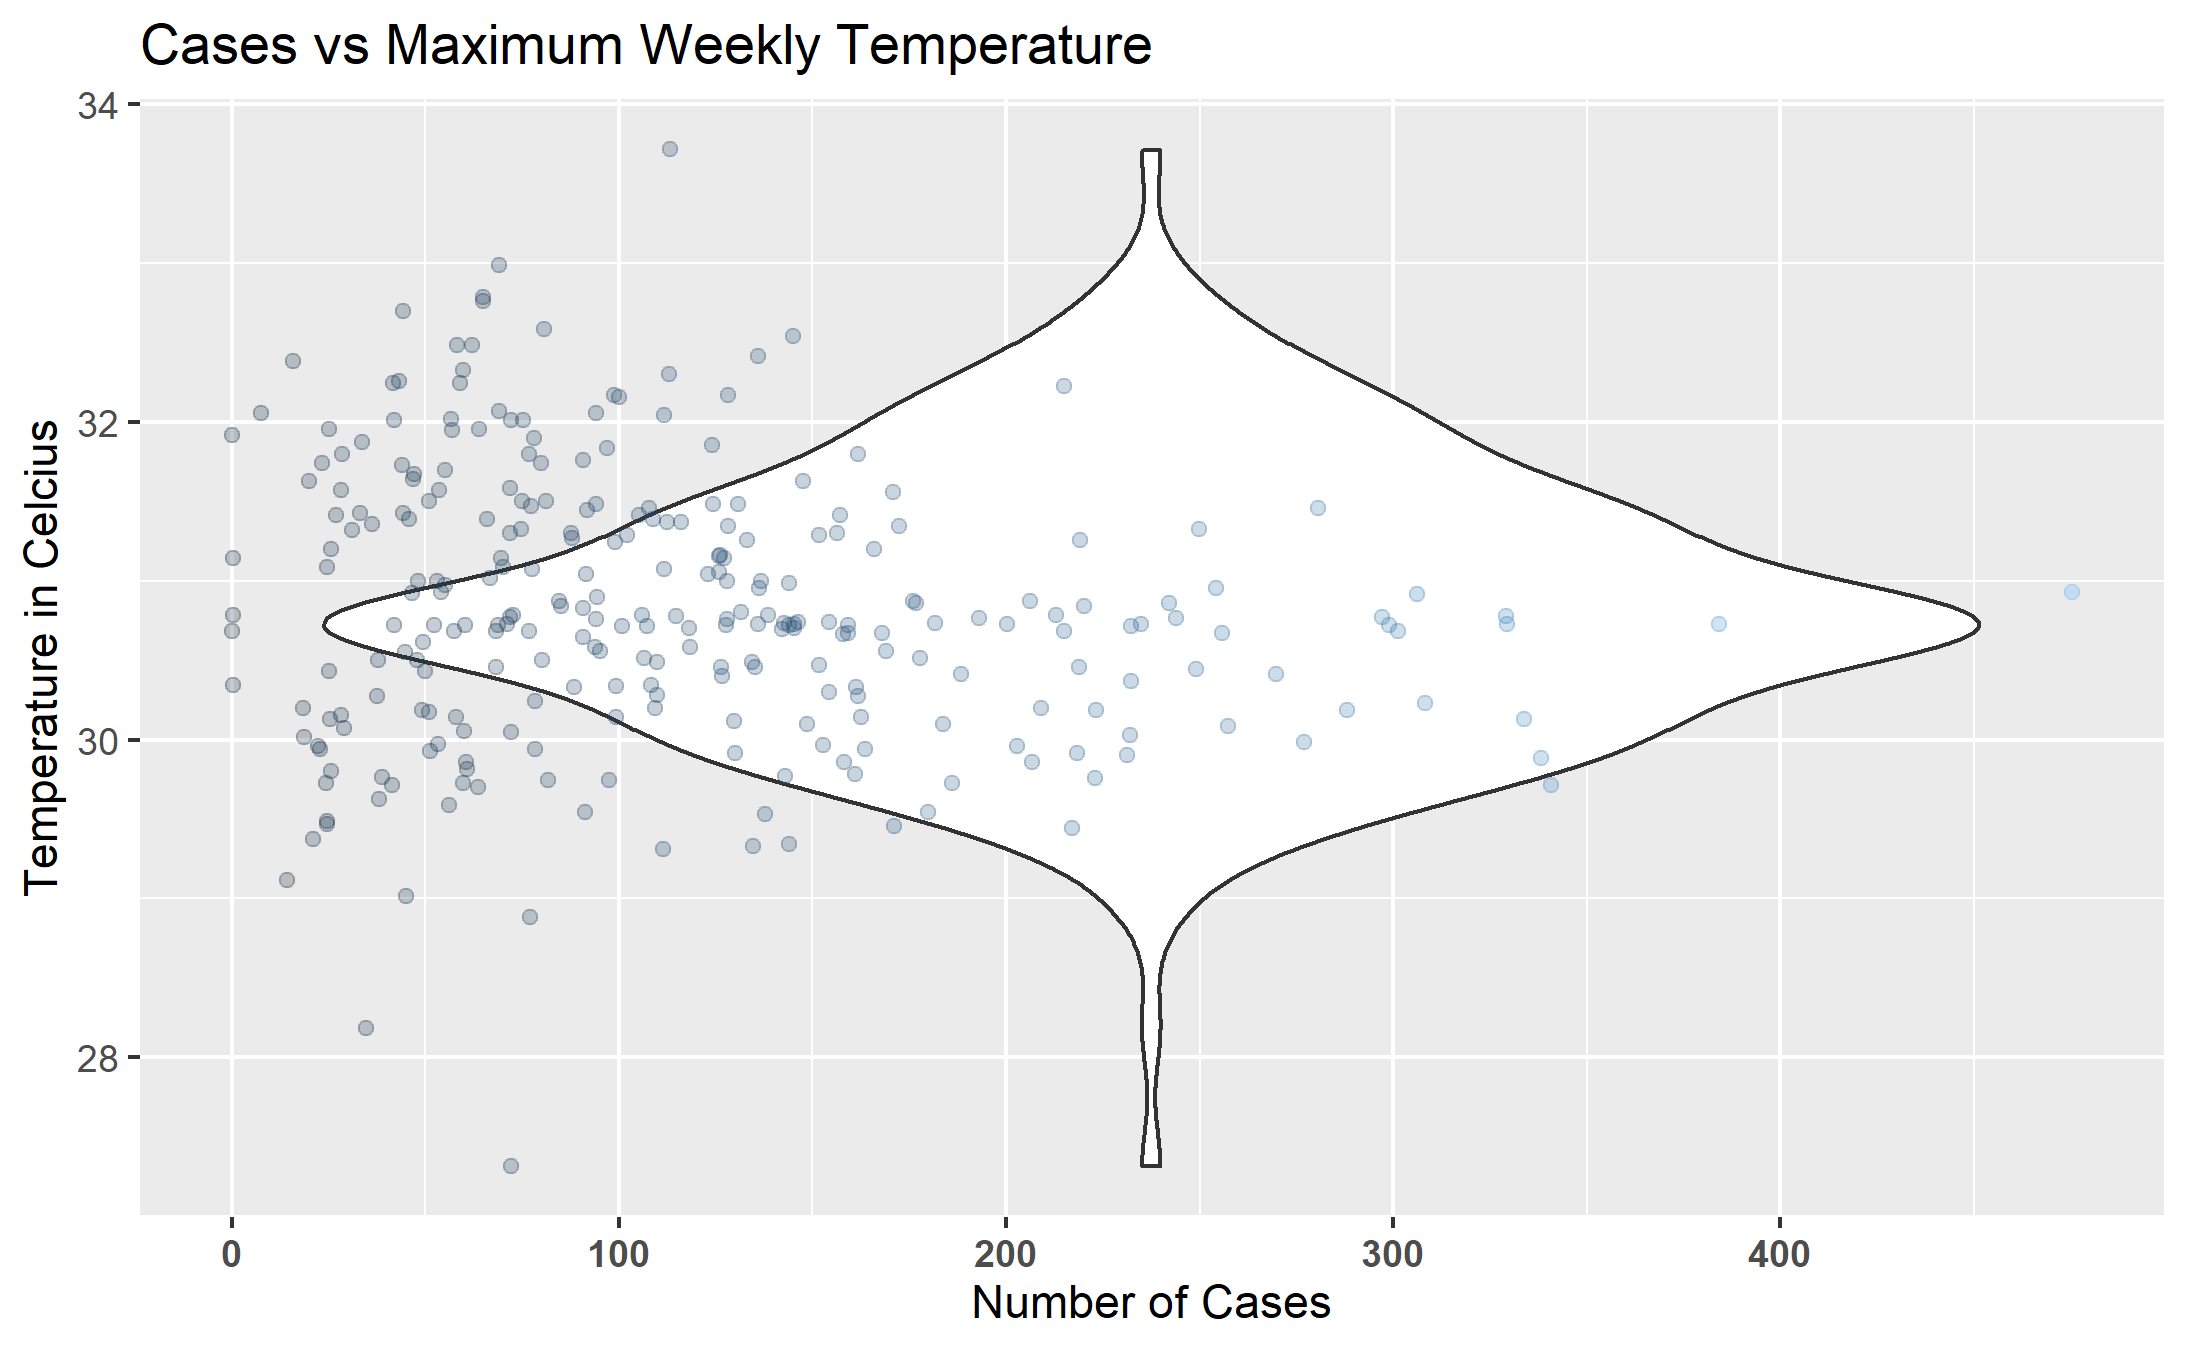 Cases vs Maximum Weekly Temperature
34
32
30
28
Temperature in Celcius
0 100 200 300 400
Number of Cases